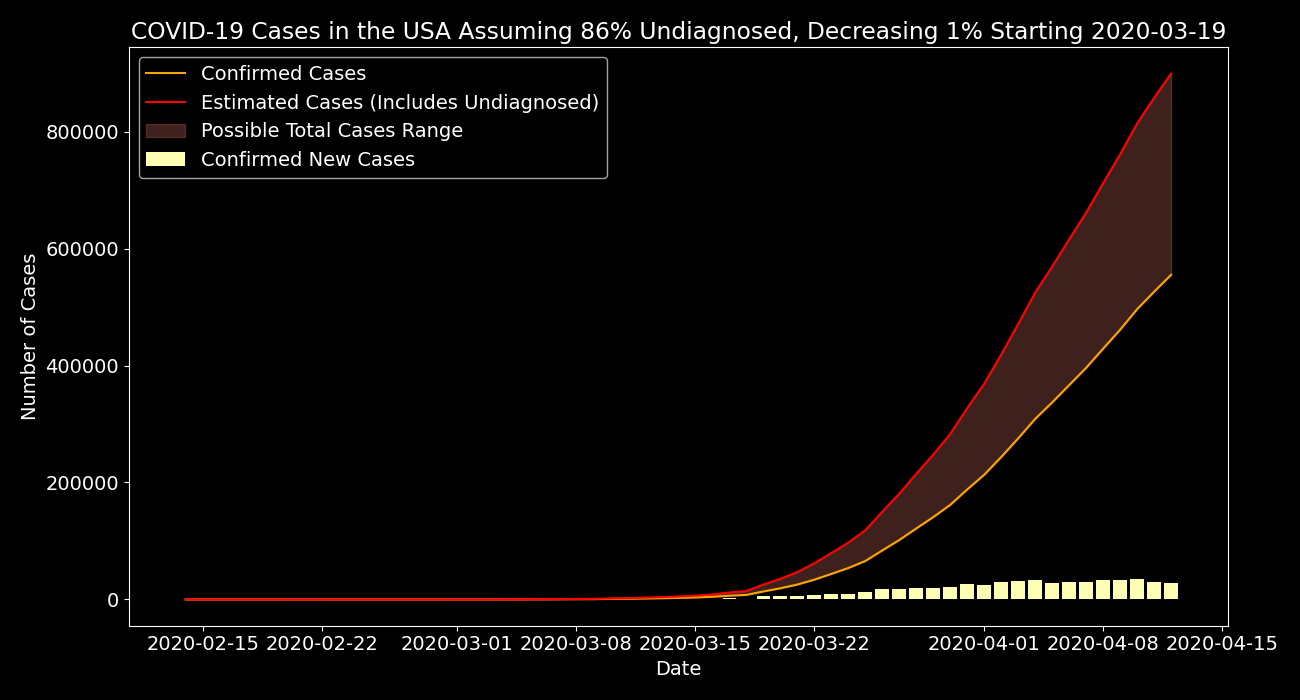 COVID-19 Cases in the USA Assuming 86% Undiagnosed, Decreasing 1% Starting 2020-03-19
Confirmed Cases
Estimated Cases (Includes Undiagnosed)
Possible Total Cases Range
Confirmed New Cases
Number of Cases
800000
600000
400000
200000
0
2020-02-15 2020-02-22 2020-03-01 2020-03-08 2020-03-15 2020-03-22 2020-04-01 2020-04-08 2020-04-15
Date